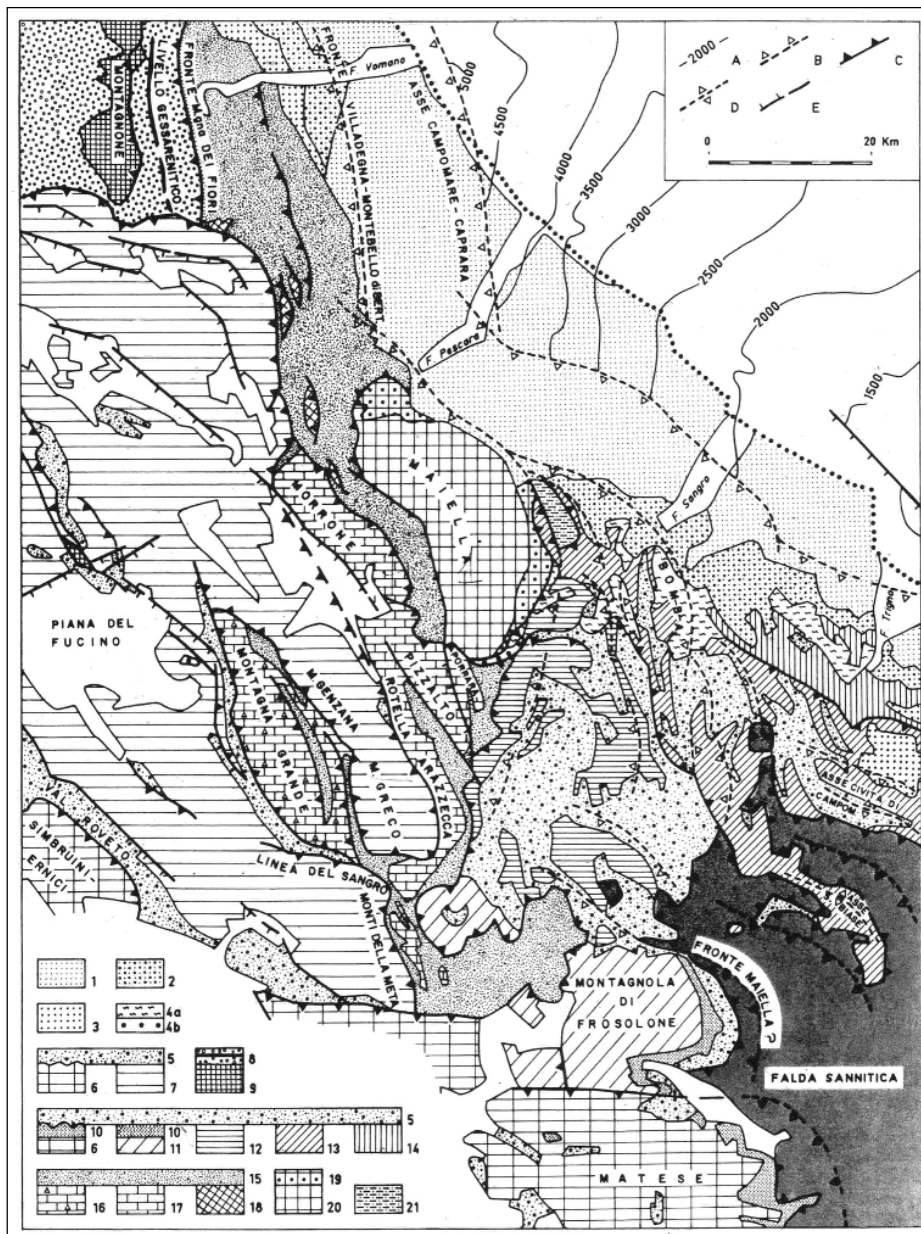 2000
A
B
C
D
E
0
20 Km
MONTAGNONE
LIVELLO GESSARENITICO
FRONTE M.gna DEI FIORI
FRONTE VILLADEGNA-MONTEBELLO di BERT.
F. Vomano
ASSE CAMPOMARE-CAPRARA
5000
4500
4000
3500
3000
2500
2000
1500
F. Pescara
F. Sangro
F. Trigno
MAIELLA
MORRONE
BOMBA
PIANA DEL
FUCINO
MONTAGNA
GRANDE
M. GENZANA
M. GRECO
ROTELLA
ARAZZECCA
PIZZALTO
PORRARA
VAL ROVETO
SIMBRUINI-
ERNICI
LINEA DEL SANGRO
MONTI DELLA META
ASSE CIVITA DI
CAMPOM.
FRONTE MAIELLA ?
MONTAGNOLA
DI
FROSOLONE
FALDA SANNITICA
MATESE
1
2
3
4a
4b
5
6
7
8
9
5
10
6
10
11
12
13
14
15
16
17
18
19
20
21